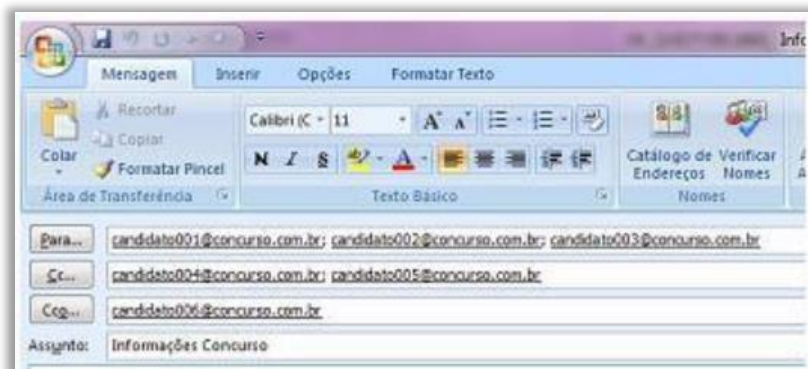 Info
Mensagem Inserir Opções Formatar Texto
Colar
Recortar
Copiar
Formatar Pincel
Área de Transferência
Calibri (C 11
N I S
Texto Básico
Catálogo de Endereços
Verificar Nomes
Nomes
Para... candidato001@concurso.com.br; candidato002@concurso.com.br; candidato003@concurso.com.br
Cc... candidato004@concurso.com.br; candidato005@concurso.com.br
Cco... candidato006@concurso.com.br
Assunto: Informações Concurso